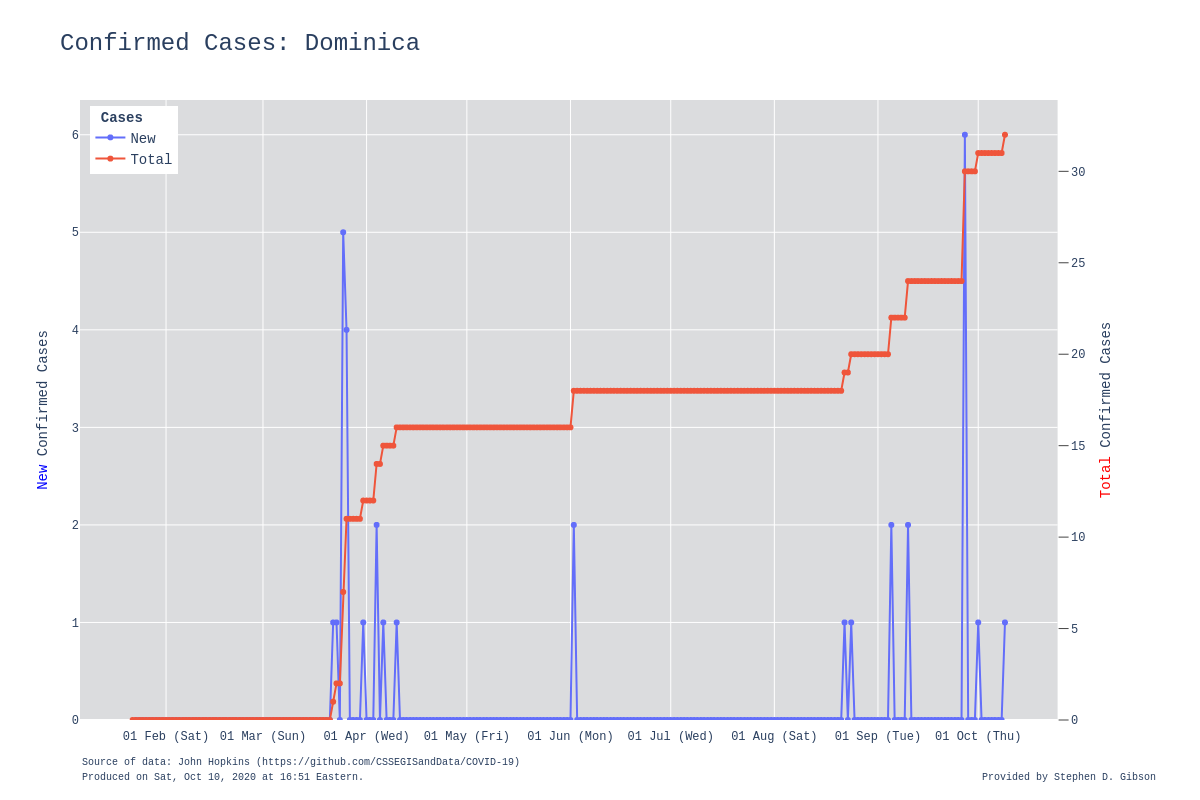 Confirmed Cases: Dominica
Cases
New
Total
6
5
4
3
2
1
0
30
25
20
15
10
5
0
New Confirmed Cases
Total Confirmed Cases
01 Feb (Sat) 01 Mar (Sun) 01 Apr (Wed) 01 May (Fri) 01 Jun (Mon) 01 Jul (Wed) 01 Aug (Sat) 01 Sep (Tue) 01 Oct (Thu)
Source of data: John Hopkins (https://github.com/CSSEGISandData/COVID-19)
Produced on Sat, Oct 10, 2020 at 16:51 Eastern.
Provided by Stephen D. Gibson